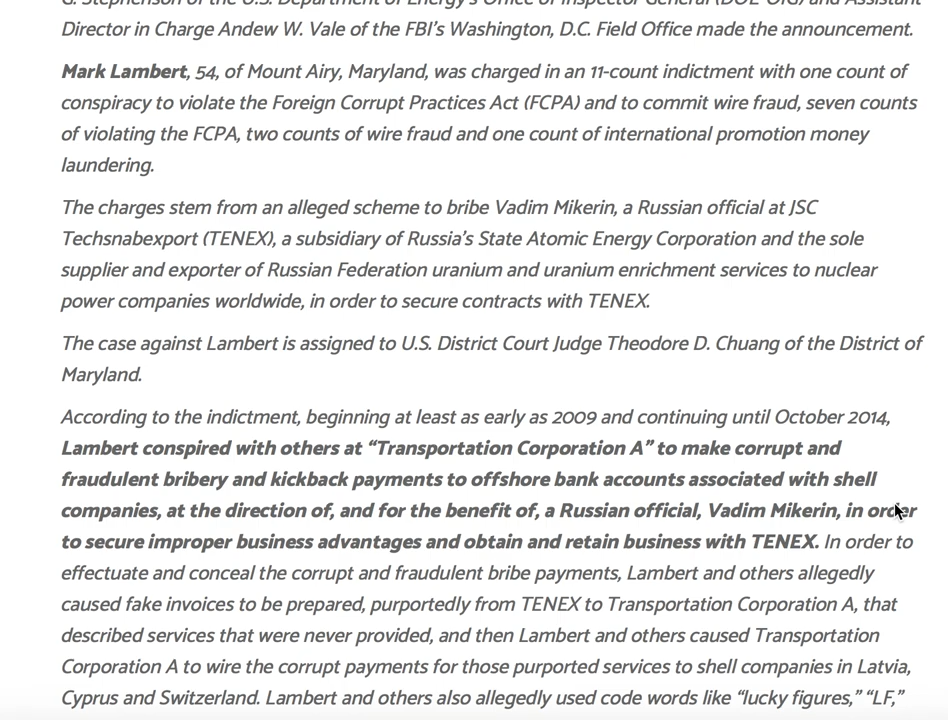 G. Stephenson of the U.S. Department of Energy's Office of Inspector General (DOE-OIG) and Assistant
Director in Charge Andew W. Vale of the FBI's Washington, D.C. Field Office made the announcement.
Mark Lambert, 54, of Mount Airy, Maryland, was charged in an 11-count indictment with one count of
conspiracy to violate the Foreign Corrupt Practices Act (FCPA) and to commit wire fraud, seven counts
of violating the FCPA, two counts of wire fraud and one count of international promotion money
laundering.
The charges stem from an alleged scheme to bribe Vadim Mikerin, a Russian official at JSC
Techsnabexport (TENEX), a subsidiary of Russia's State Atomic Energy Corporation and the sole
supplier and exporter of Russian Federation uranium and uranium enrichment services to nuclear
power companies worldwide, in order to secure contracts with TENEX.
The case against Lambert is assigned to U.S. District Court Judge Theodore D. Chuang of the District of
Maryland.
According to the indictment, beginning at least as early as 2009 and continuing until October 2014,
Lambert conspired with others at “Transportation Corporation A” to make corrupt and
fraudulent bribery and kickback payments to offshore bank accounts associated with shell
companies, at the direction of, and for the benefit of, a Russian official, Vadim Mikerin, in order
to secure improper business advantages and obtain and retain business with TENEX. In order to
effectuate and conceal the corrupt and fraudulent bribe payments, Lambert and others allegedly
caused fake invoices to be prepared, purportedly from TENEX to Transportation Corporation A, that
described services that were never provided, and then Lambert and others caused Transportation
Corporation A to wire the corrupt payments for those purported services to shell companies in Latvia,
Cyprus and Switzerland. Lambert and others also allegedly used code words like “lucky figures,” “LF,”